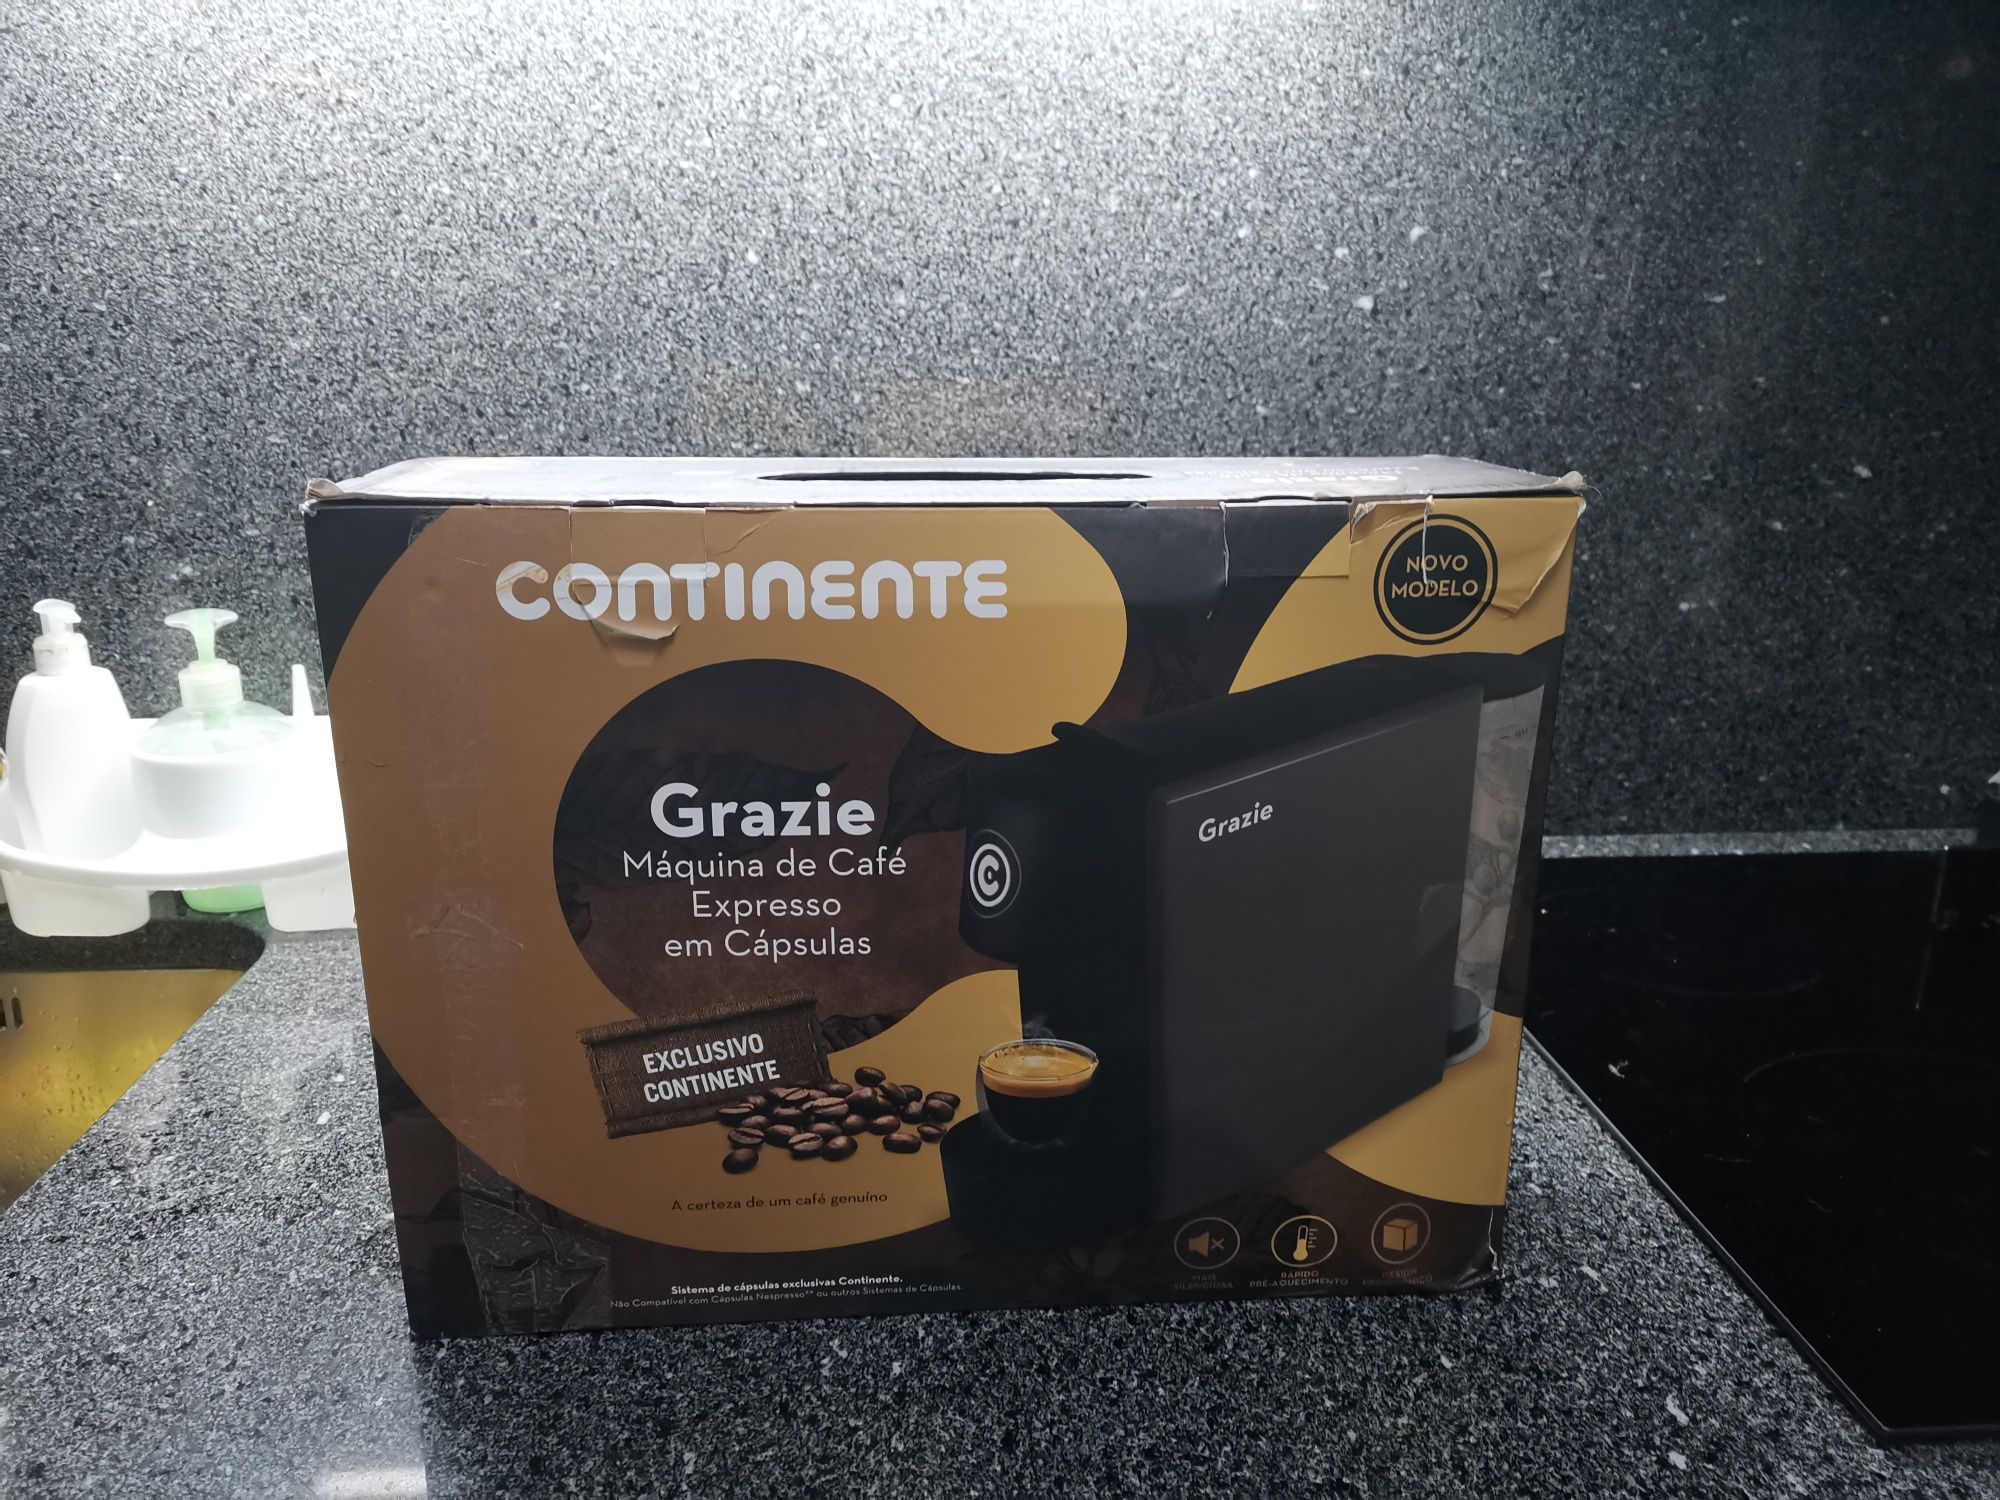 CONTINENTE
NOVO
MODELO
Grazie
Máquina de Café
Expresso
em Cápsulas
Grazie
C
EXCLUSIVO
CONTINENTE
A certeza de um café genuíno
Sistema de cápsulas exclusivas Continente.
Não Compatível com Cápsulas Nespresso®* ou outros Sistemas de Cápsulas.
MAIS
SILENCIOSA
RÁPIDO
PRÉ-AQUECIMENTO
DESIGN
ERGONÓMICO